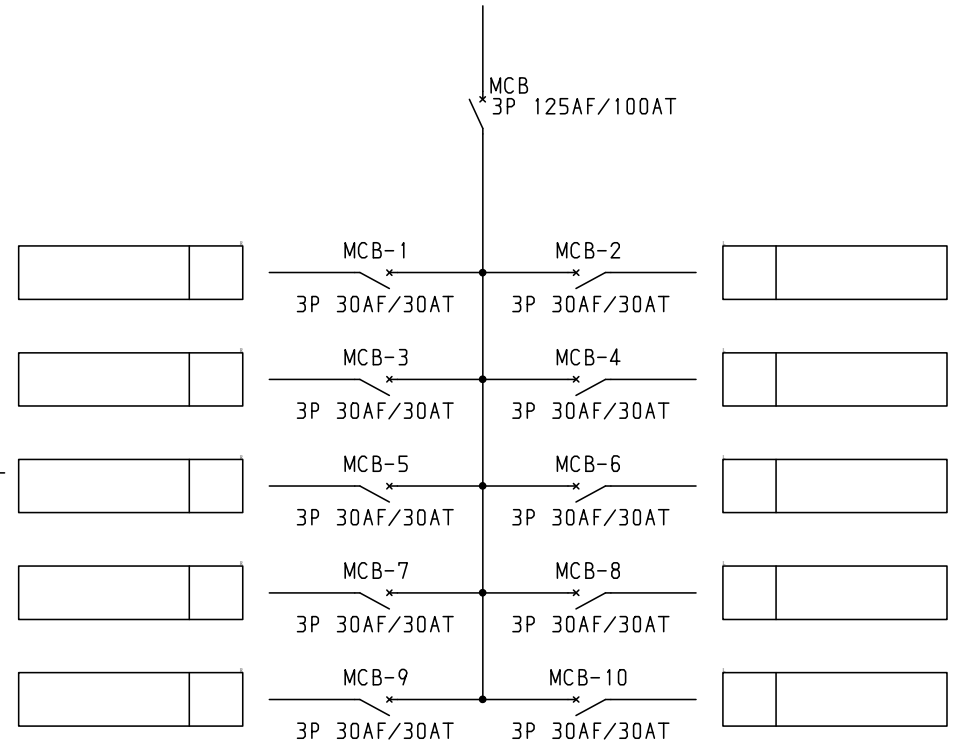 MCB
3P 125AF/100AT
MCB-1 MCB-2
3P 30AF/30AT 3P 30AF/30AT
MCB-3 MCB-4
3P 30AF/30AT 3P 30AF/30AT
MCB-5 MCB-6
3P 30AF/30AT 3P 30AF/30AT
MCB-7 MCB-8
3P 30AF/30AT 3P 30AF/30AT
MCB-9 MCB-10
3P 30AF/30AT 3P 30AF/30AT